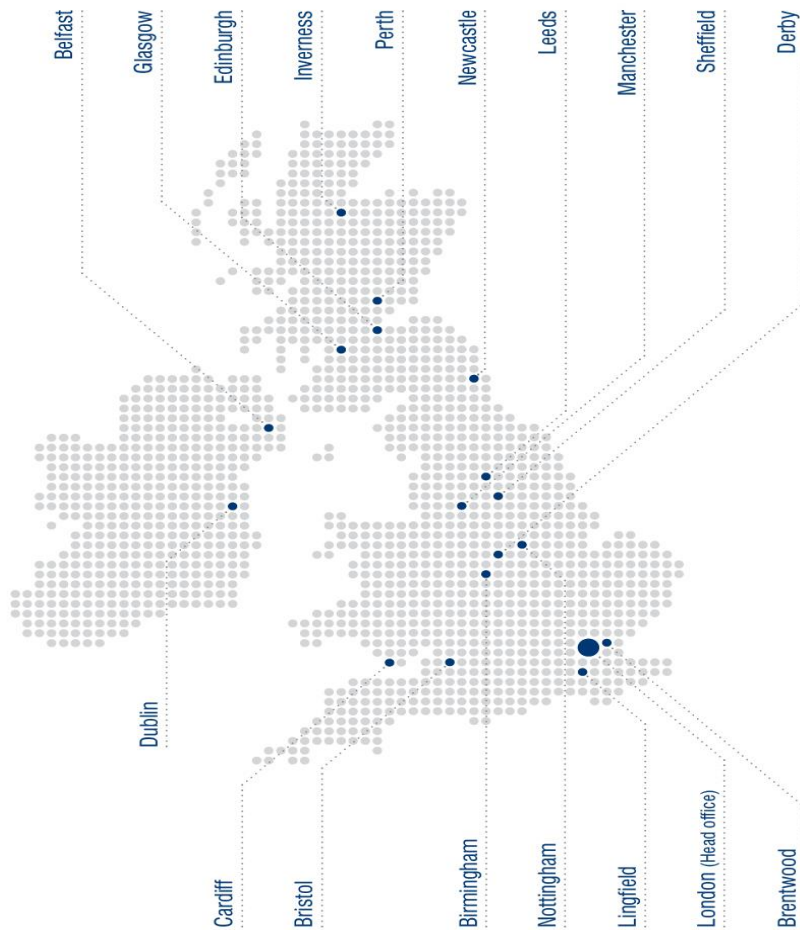 Belfast
Glasgow
Edinburgh
Inverness
Perth
Newcastle
Leeds
Manchester
Sheffield
Derby
Dublin
Cardiff
Bristol
Birmingham
Nottingham
Lingfield
London (Head office)
Brentwood